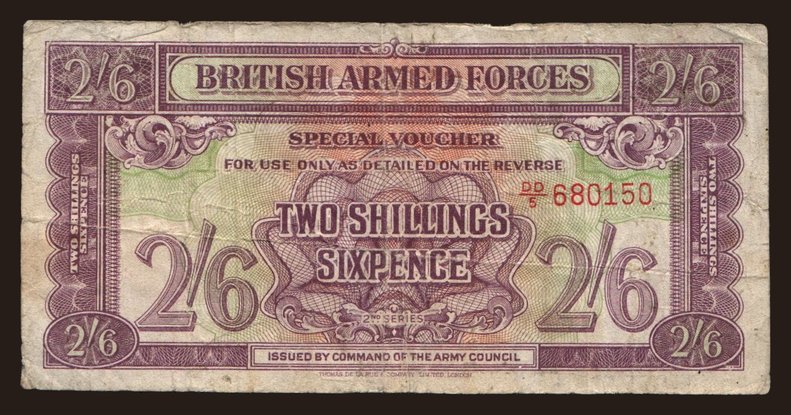 2/6 BRITISH ARMED FORCES 2/6
SPECIAL VOUCHER
FOR USE ONLY AS DETAILED ON THE REVERSE
DD/5 680150
TWO SHILLINGS
SIXPENCE
TWO SHILLINGS
SIXPENCE
TWO SHILLINGS
SIXPENCE
2/6 2/6
2ND SERIES
2/6 ISSUED BY COMMAND OF THE ARMY COUNCIL 2/6
THOMAS DE LA RUE & COMPANY, LIMITED, LONDON